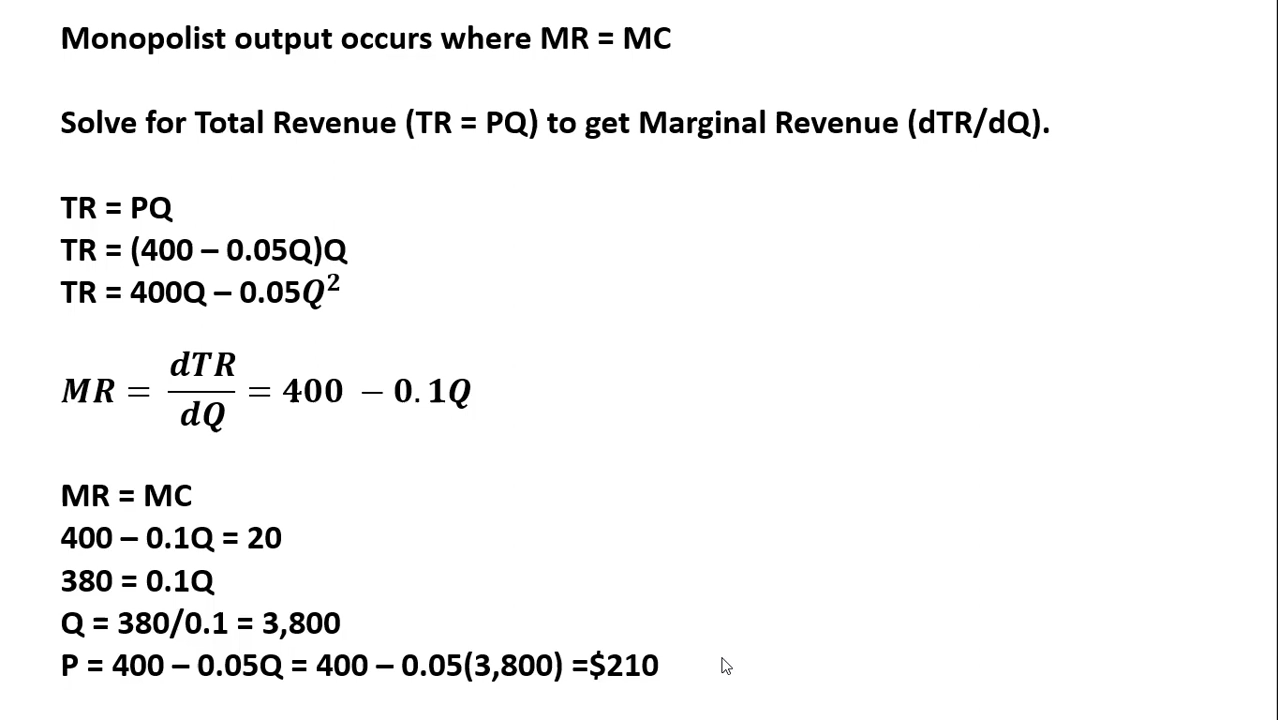 Monopolist output occurs where MR = MC
Solve for Total Revenue (TR = PQ) to get Marginal Revenue (dTR/dQ).
TR = PQ
TR = (400 – 0.05Q)Q
TR = 400Q – 0.05Q²
MR = dTR/dQ = 400 – 0.1Q
MR = MC
400 – 0.1Q = 20
380 = 0.1Q
Q = 380/0.1 = 3,800
P = 400 – 0.05Q = 400 – 0.05(3,800) =$210